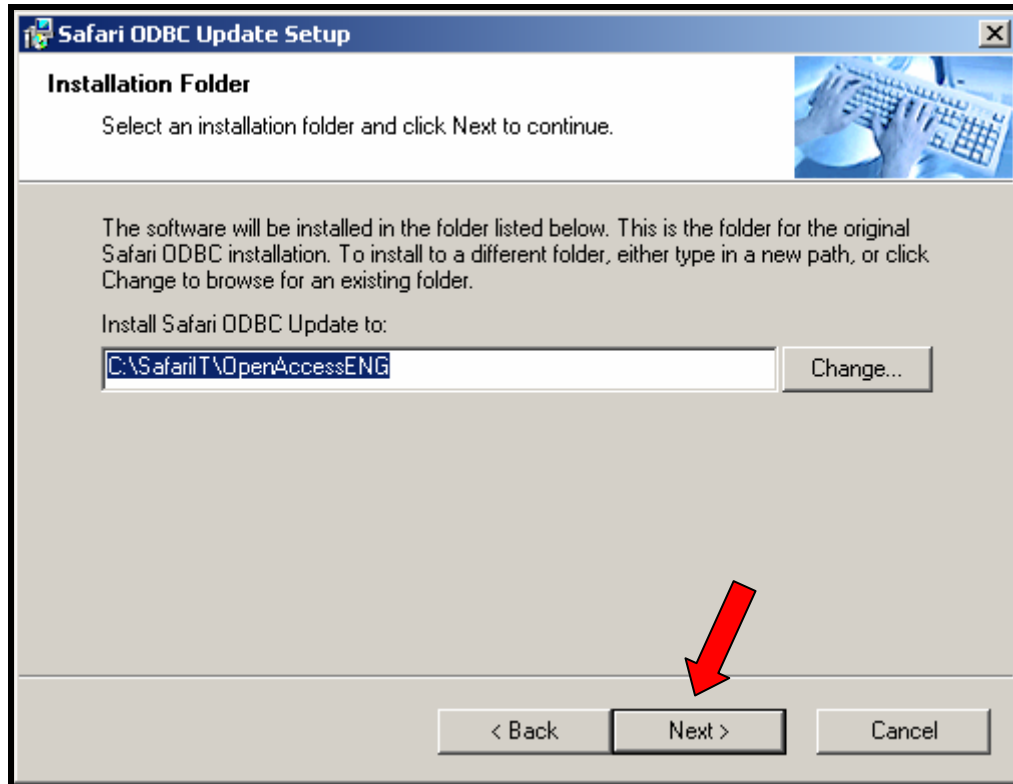 Safari ODBC Update Setup
Installation Folder
Select an installation folder and click Next to continue.
The software will be installed in the folder listed below. This is the folder for the original
Safari ODBC installation. To install to a different folder, either type in a new path, or click
Change to browse for an existing folder.
Install Safari ODBC Update to:
C:\SafariIT\OpenAccessENG
Change...
< Back
Next >
Cancel